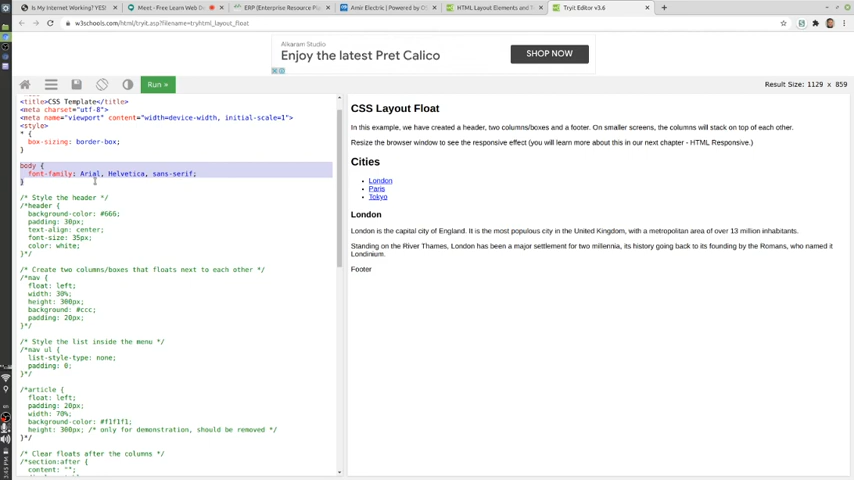 Is My Internet Working? YES!
Meet - Free Learn Web De
ERP (Enterprise Resource Pla
Amir Electric | Powered by O
HTML Layout Elements and T
Tryit Editor v3.6
w3schools.com/html/tryit.asp?filename=tryhtml_layout_float
Alkaram Studio
Enjoy the latest Pret Calico
SHOP NOW
Run »
Result Size: 1129 x 859
<title>CSS Template</title>
<meta charset="utf-8">
<meta name="viewport" content="width=device-width, initial-scale=1">
<style>
* {
box-sizing: border-box;
}
body {
font-family: Arial, Helvetica, sans-serif;
}
/* Style the header */
/*header {
background-color: #666;
padding: 30px;
text-align: center;
font-size: 35px;
color: white;
}*/
/* Create two columns/boxes that floats next to each other */
/*nav {
float: left;
width: 30%;
height: 300px;
background: #ccc;
padding: 20px;
}*/
/* Style the list inside the menu */
/*nav ul {
list-style-type: none;
padding: 0;
}*/
/*article {
float: left;
padding: 20px;
width: 70%;
background-color: #f1f1f1;
height: 300px; /* only for demonstration, should be removed */
}*/
/* Clear floats after the columns */
/*section:after {
content: "";
CSS Layout Float
In this example, we have created a header, two columns/boxes and a footer. On smaller screens, the columns will stack on top of each other.
Resize the browser window to see the responsive effect (you will learn more about this in our next chapter - HTML Responsive.)
Cities
London
Paris
Tokyo
London
London is the capital city of England. It is the most populous city in the United Kingdom, with a metropolitan area of over 13 million inhabitants.
Standing on the River Thames, London has been a major settlement for two millennia, its history going back to its founding by the Romans, who named it
Londinium.
Footer
3:45 PM